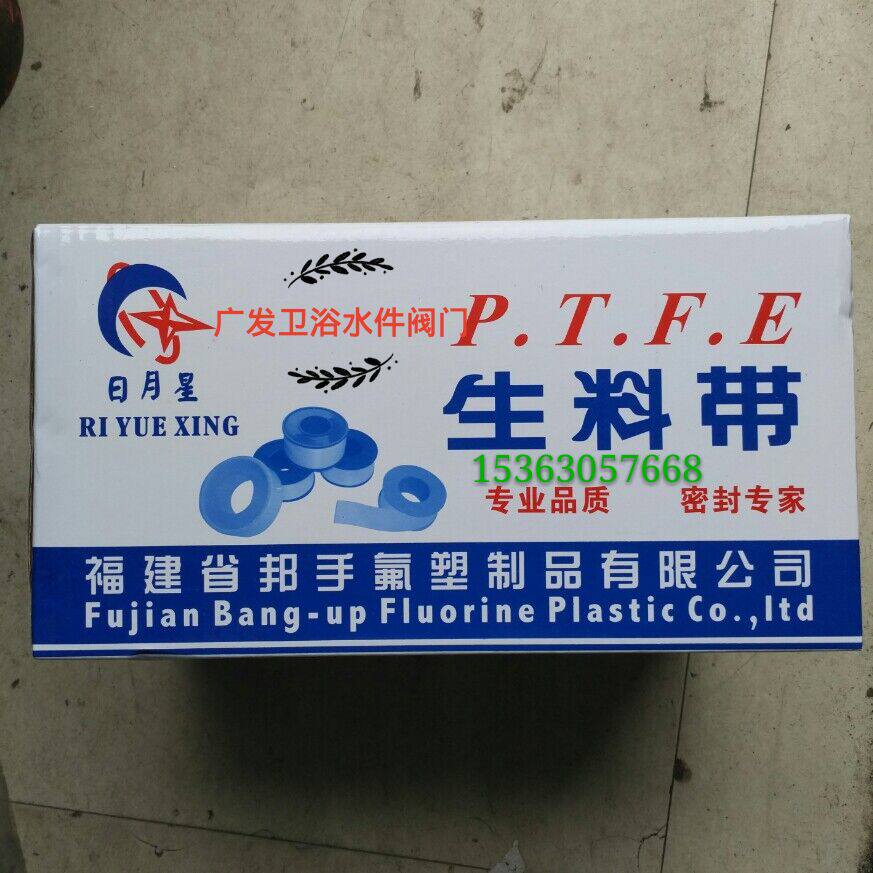 广发卫浴水件阀门
P.T.F.E
日月星
RI YUE XING
生料带
15363057668
专业品质 密封专家
福建省邦手氟塑制品有限公司
Fujian Bang-up Fluorine Plastic Co.,ltd